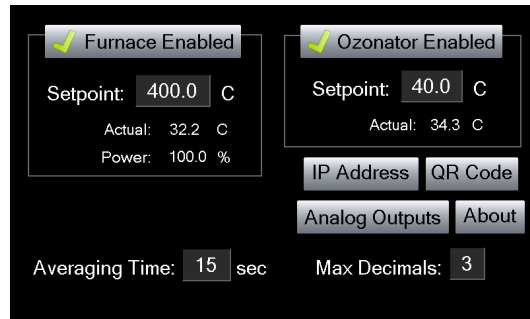 Furnace Enabled
Setpoint: 400.0 C
Actual: 32.2 C
Power: 100.0 %
Ozonator Enabled
Setpoint: 40.0 C
Actual: 34.3 C
IP Address QR Code
Analog Outputs About
Averaging Time: 15 sec
Max Decimals: 3